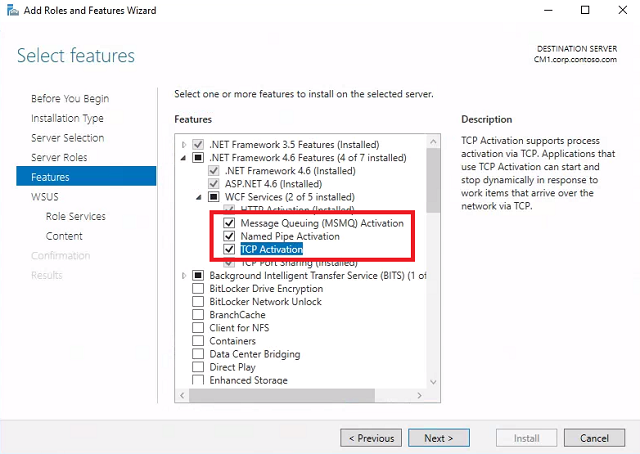 Add Roles and Features Wizard
Select features
DESTINATION SERVER
CM1.corp.contoso.com
Before You Begin
Installation Type
Server Selection
Server Roles
Features
WSUS
Role Services
Content
Confirmation
Results
Select one or more features to install on the selected server.
Features
.NET Framework 3.5 Features (Installed)
.NET Framework 4.6 Features (4 of 7 installed)
.NET Framework 4.6 (Installed)
ASP.NET 4.6 (Installed)
WCF Services (2 of 5 installed)
HTTP Activation (Installed)
Message Queuing (MSMQ) Activation
Named Pipe Activation
TCP Activation
TCP Port Sharing (Installed)
Background Intelligent Transfer Service (BITS) (1 of
BitLocker Drive Encryption
BitLocker Network Unlock
BranchCache
Client for NFS
Containers
Data Center Bridging
Direct Play
Enhanced Storage
Description
TCP Activation supports process
activation via TCP. Applications that
use TCP Activation can start and
stop dynamically in response to
work items that arrive over the
network via TCP.
< Previous
Next >
Install
Cancel